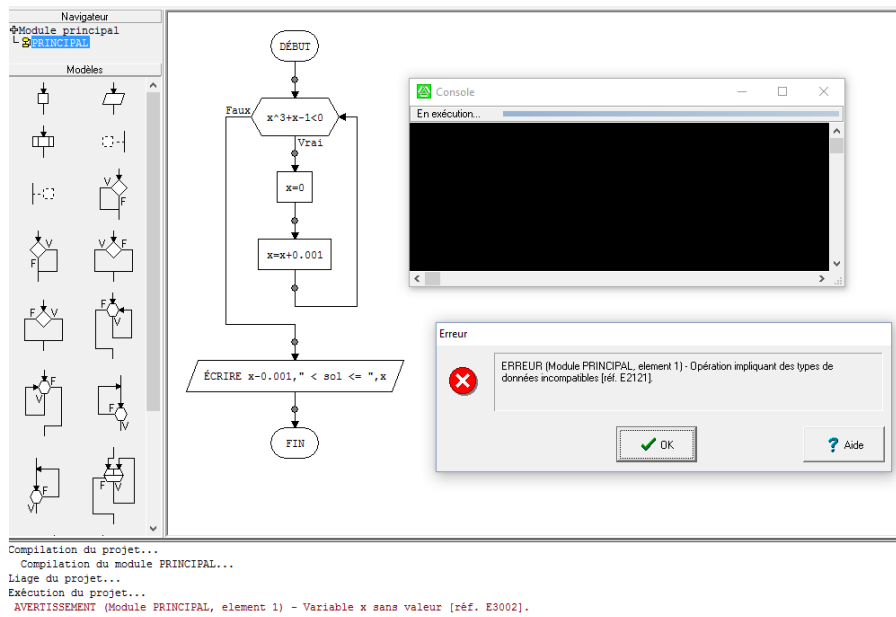 Navigateur
Module principal
PRINCIPAL
Modèles
V
F
V
F
V F
F V
F
V
F
V
F
V
F
V
F V
DÉBUT
Faux
x^3+x-1<0
Vrai
x=0
x=x+0.001
ÉCRIRE x-0.001," < sol <= ",x
FIN
Console
En exécution...
Erreur
ERREUR (Module PRINCIPAL, element 1) - Opération impliquant des types de
données incompatibles [réf. E2121].
OK
? Aide
Compilation du projet...
Compilation du module PRINCIPAL...
Liage du projet...
Exécution du projet...
AVERTISSEMENT (Module PRINCIPAL, element 1) - Variable x sans valeur [réf. E3002].